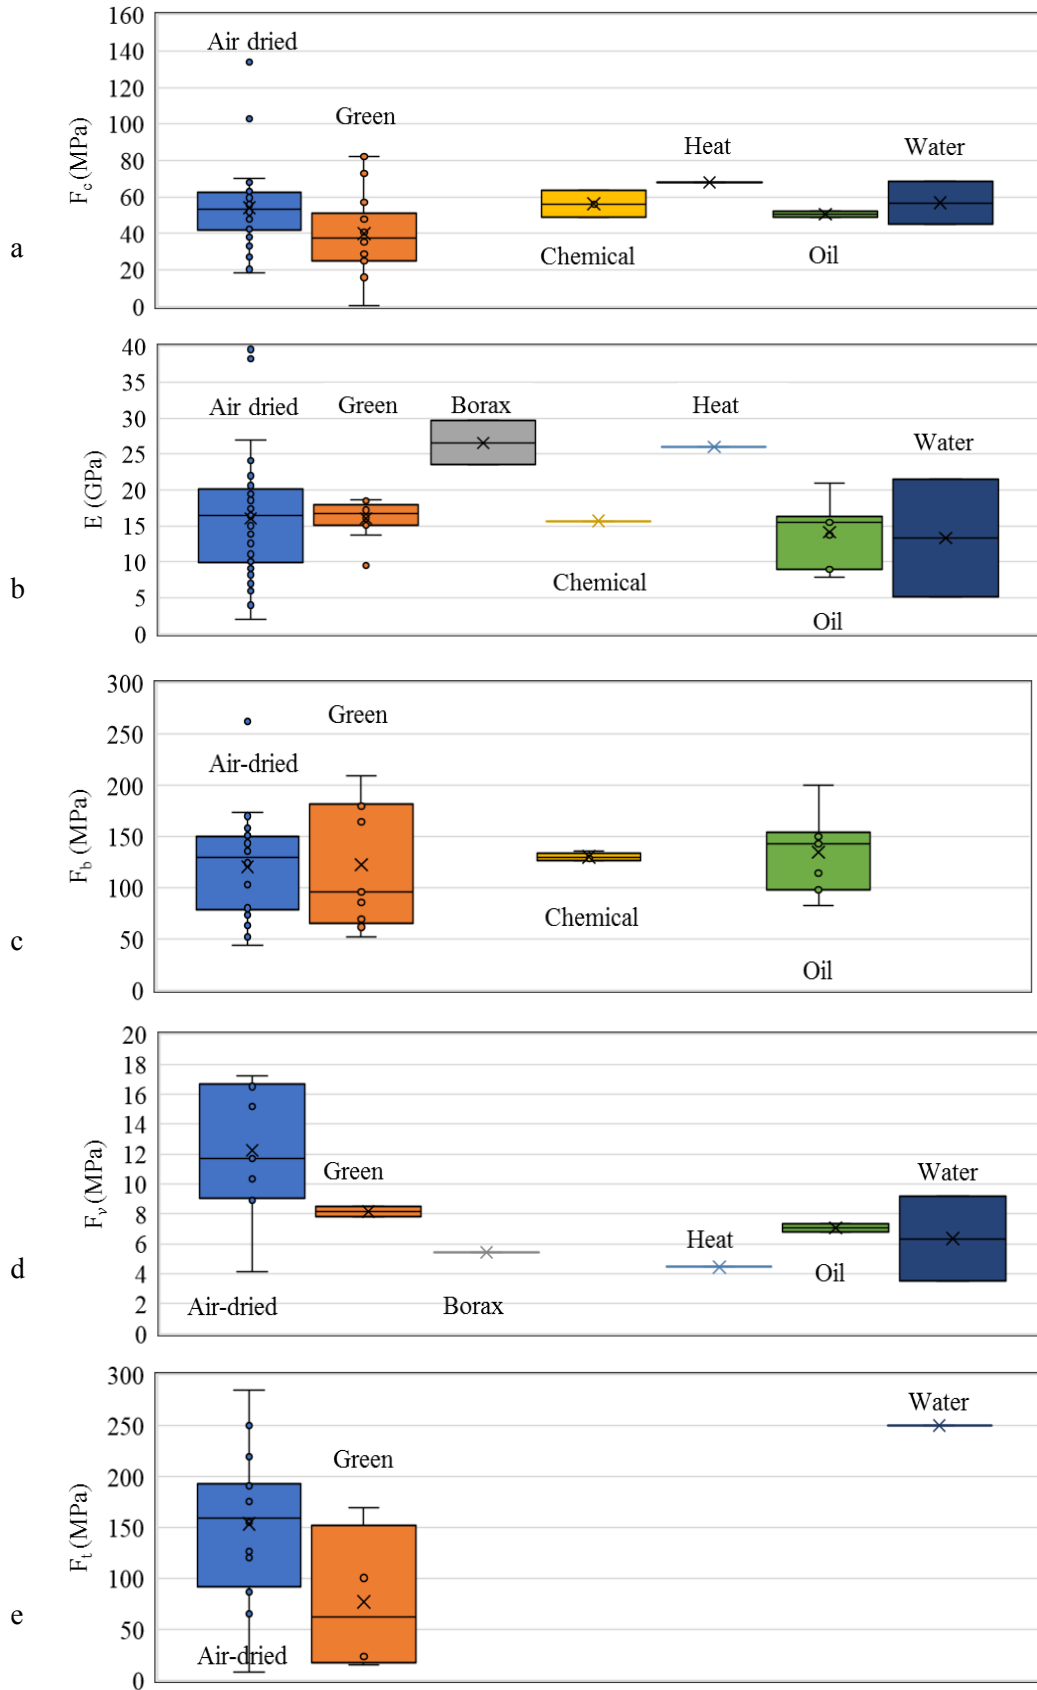 a
F_c (MPa)
160
140
120
100
80
60
40
20
0
Air dried
Green
Chemical
Heat
Oil
Water
b
E (GPa)
40
35
30
25
20
15
10
5
0
Air dried
Green
Borax
Chemical
Heat
Oil
Water
c
F_b (MPa)
300
250
200
150
100
50
0
Air-dried
Green
Chemical
Oil
d
F_v (MPa)
20
18
16
14
12
10
8
6
4
2
0
Air-dried
Green
Borax
Heat
Oil
Water
e
F_t (MPa)
300
250
200
150
100
50
0
Air-dried
Green
Water